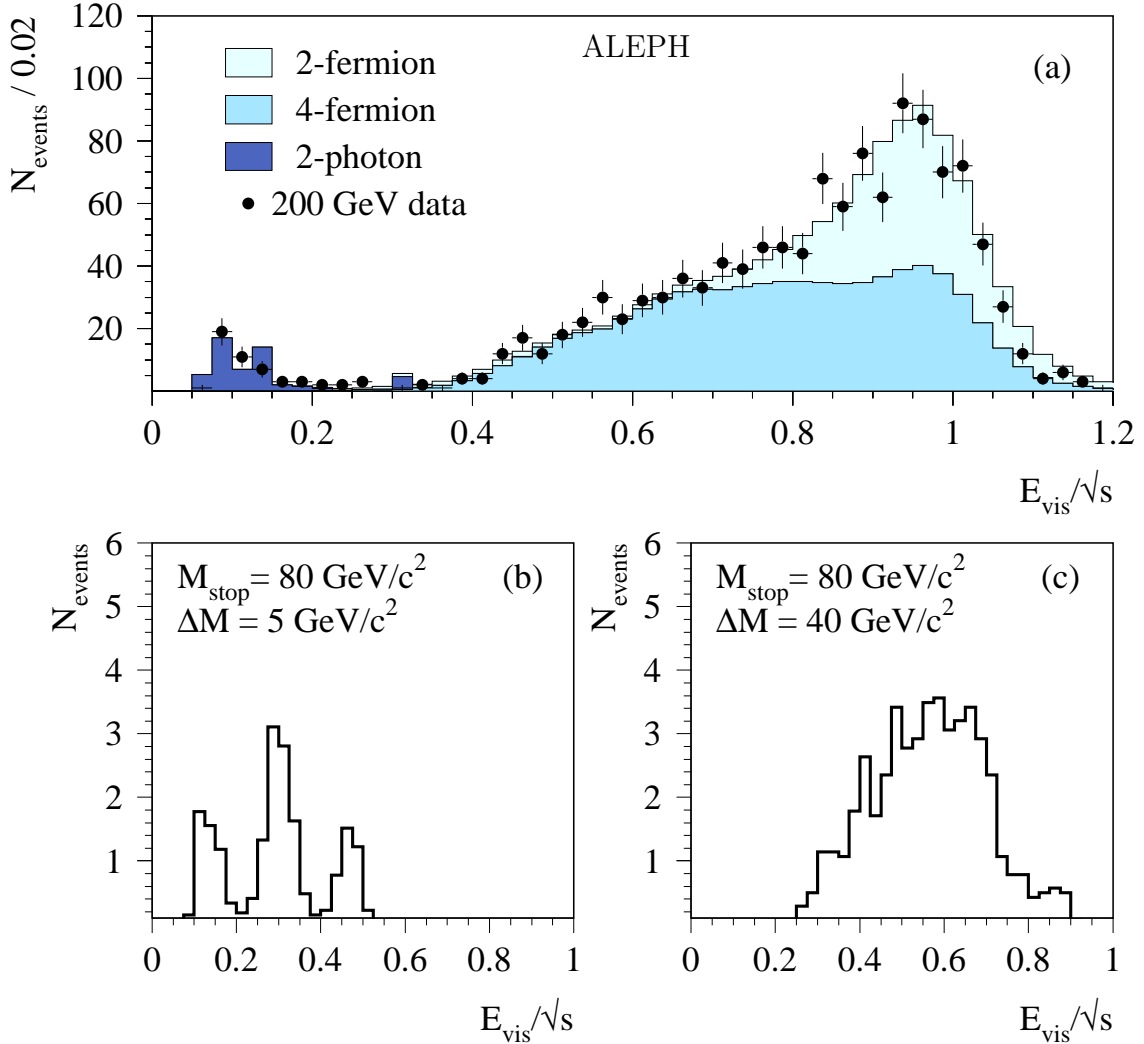 N_events / 0.02
120
100
80
60
40
20
ALEPH
(a)
2-fermion
4-fermion
2-photon
200 GeV data
0 0.2 0.4 0.6 0.8 1 1.2
E_vis/√s
N_events
6
5
4
3
2
1
M_stop = 80 GeV/c²
(b)
ΔM = 5 GeV/c²
0 0.2 0.4 0.6 0.8 1
E_vis/√s
N_events
6
5
4
3
2
1
M_stop = 80 GeV/c²
(c)
ΔM = 40 GeV/c²
0 0.2 0.4 0.6 0.8 1
E_vis/√s